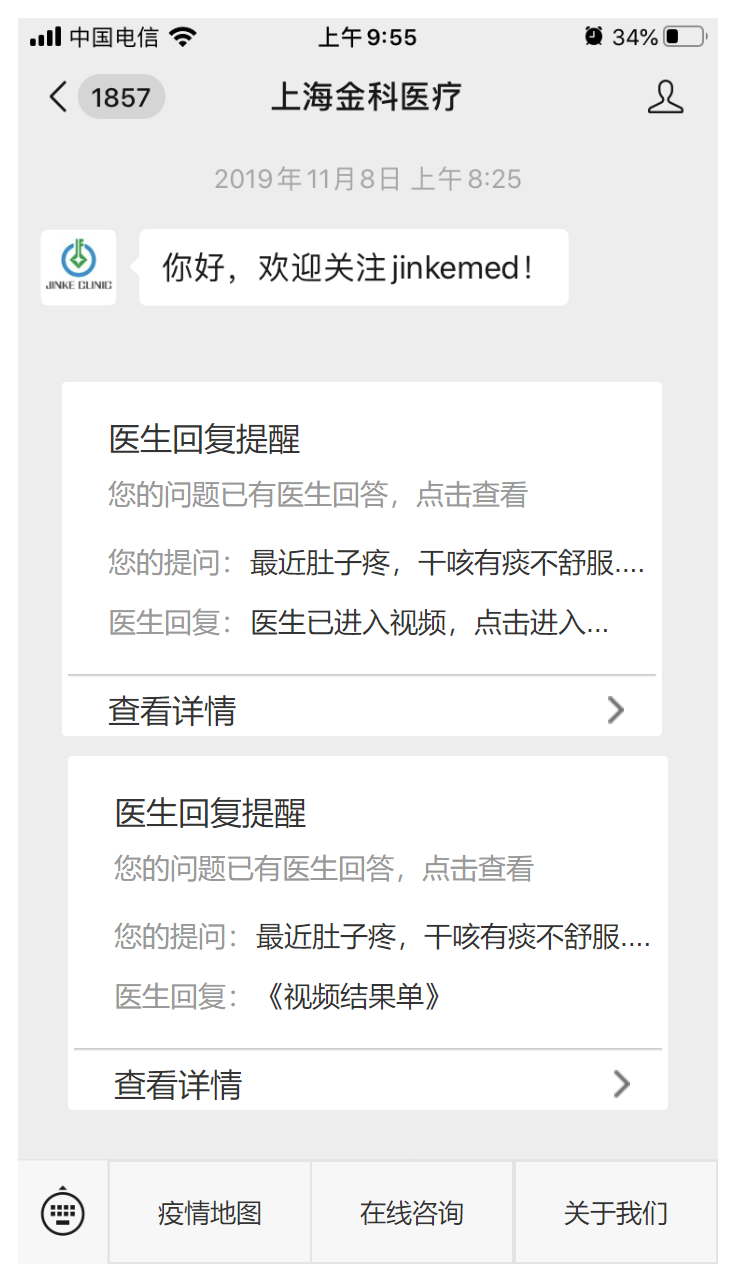 中国电信 上午9:55 34%
1857 上海金科医疗
2019年11月8日 上午8:25
JINKE CLINIC
你好，欢迎关注jinkemed！
医生回复提醒
您的问题已有医生回答，点击查看
您的提问：最近肚子疼，干咳有痰不舒服....
医生回复：医生已进入视频，点击进入...
查看详情
医生回复提醒
您的问题已有医生回答，点击查看
您的提问：最近肚子疼，干咳有痰不舒服....
医生回复：《视频结果单》
查看详情
疫情地图 在线咨询 关于我们